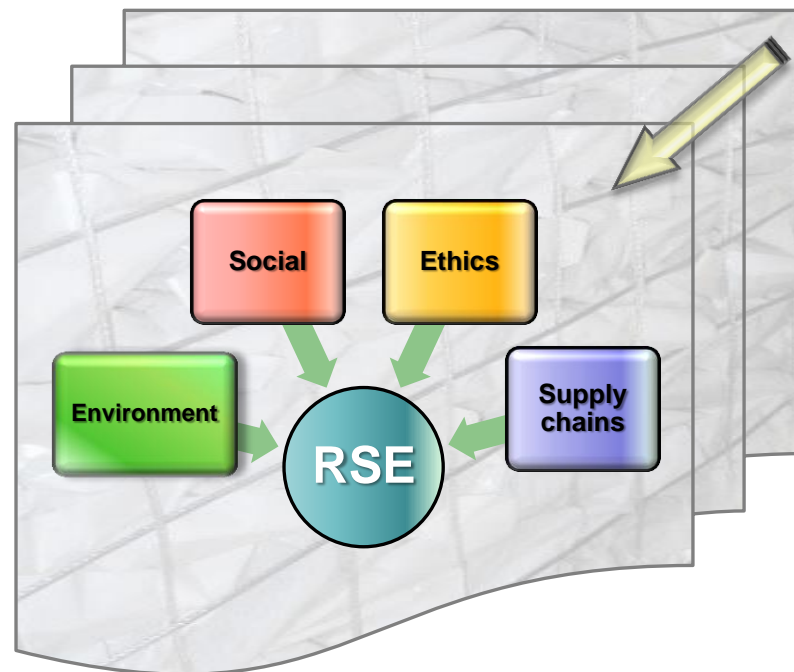 Social
Ethics
Environment
Supply
chains
RSE